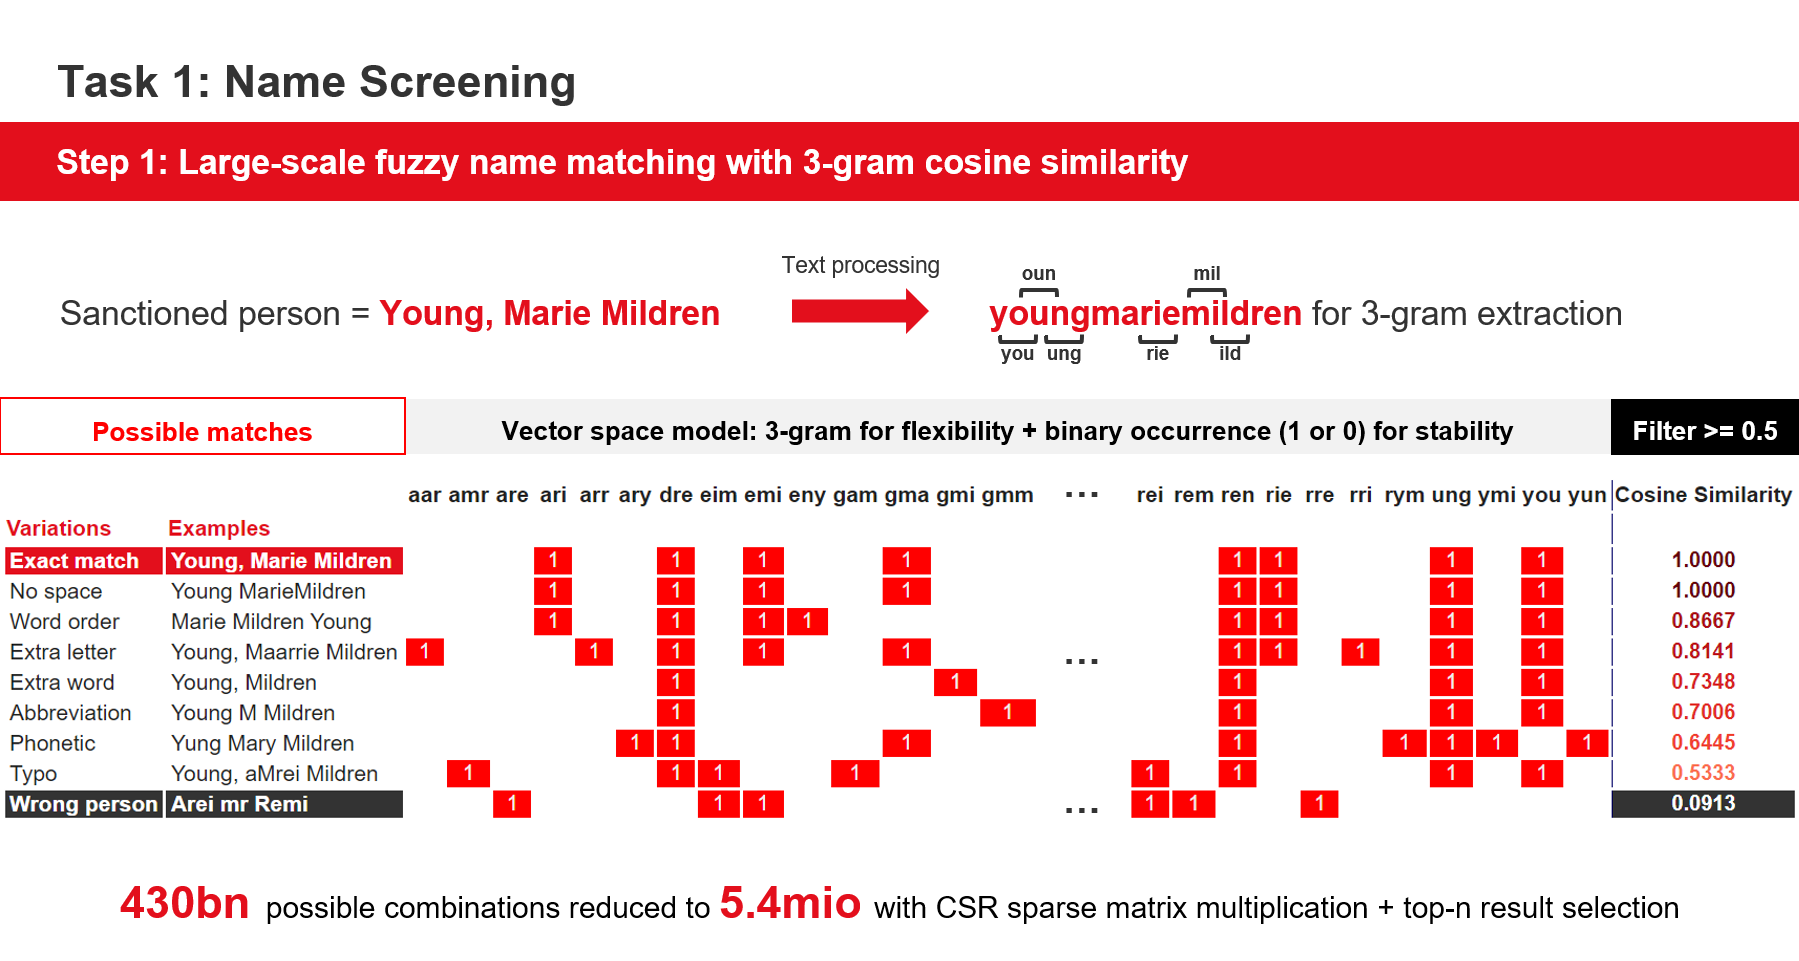 Task 1: Name Screening
Step 1: Large-scale fuzzy name matching with 3-gram cosine similarity
Text processing
oun mil
Sanctioned person = Young, Marie Mildren youngmariemildren for 3-gram extraction
you ung rie ild
Possible matches Vector space model: 3-gram for flexibility + binary occurrence (1 or 0) for stability Filter >= 0.5
aar amr are ari arr ary dre eim emi eny gam gma gmi gmm ... rei rem ren rie rre rri rym ung ymi you yun Cosine Similarity
Variations Examples
Exact match Young, Marie Mildren 1 1 1 1 1 1 1 1 1.0000
No space Young MarieMildren 1 1 1 1 1 1 1 1 1.0000
Word order Marie Mildren Young 1 1 1 1 1 1 1 1 0.8667
Extra letter Young, Maarrie Mildren 1 1 1 1 1 ... 1 1 1 1 1 0.8141
Extra word Young, Mildren 1 1 1 1 1 0.7348
Abbreviation Young M Mildren 1 1 1 1 1 0.7006
Phonetic Yung Mary Mildren 1 1 1 1 1 1 1 1 0.6445
Typo Young, aMrei Mildren 1 1 1 1 1 1 1 1 0.5333
Wrong person Arei mr Remi 1 1 1 ... 1 1 1 0.0913
430bn possible combinations reduced to 5.4mio with CSR sparse matrix multiplication + top-n result selection